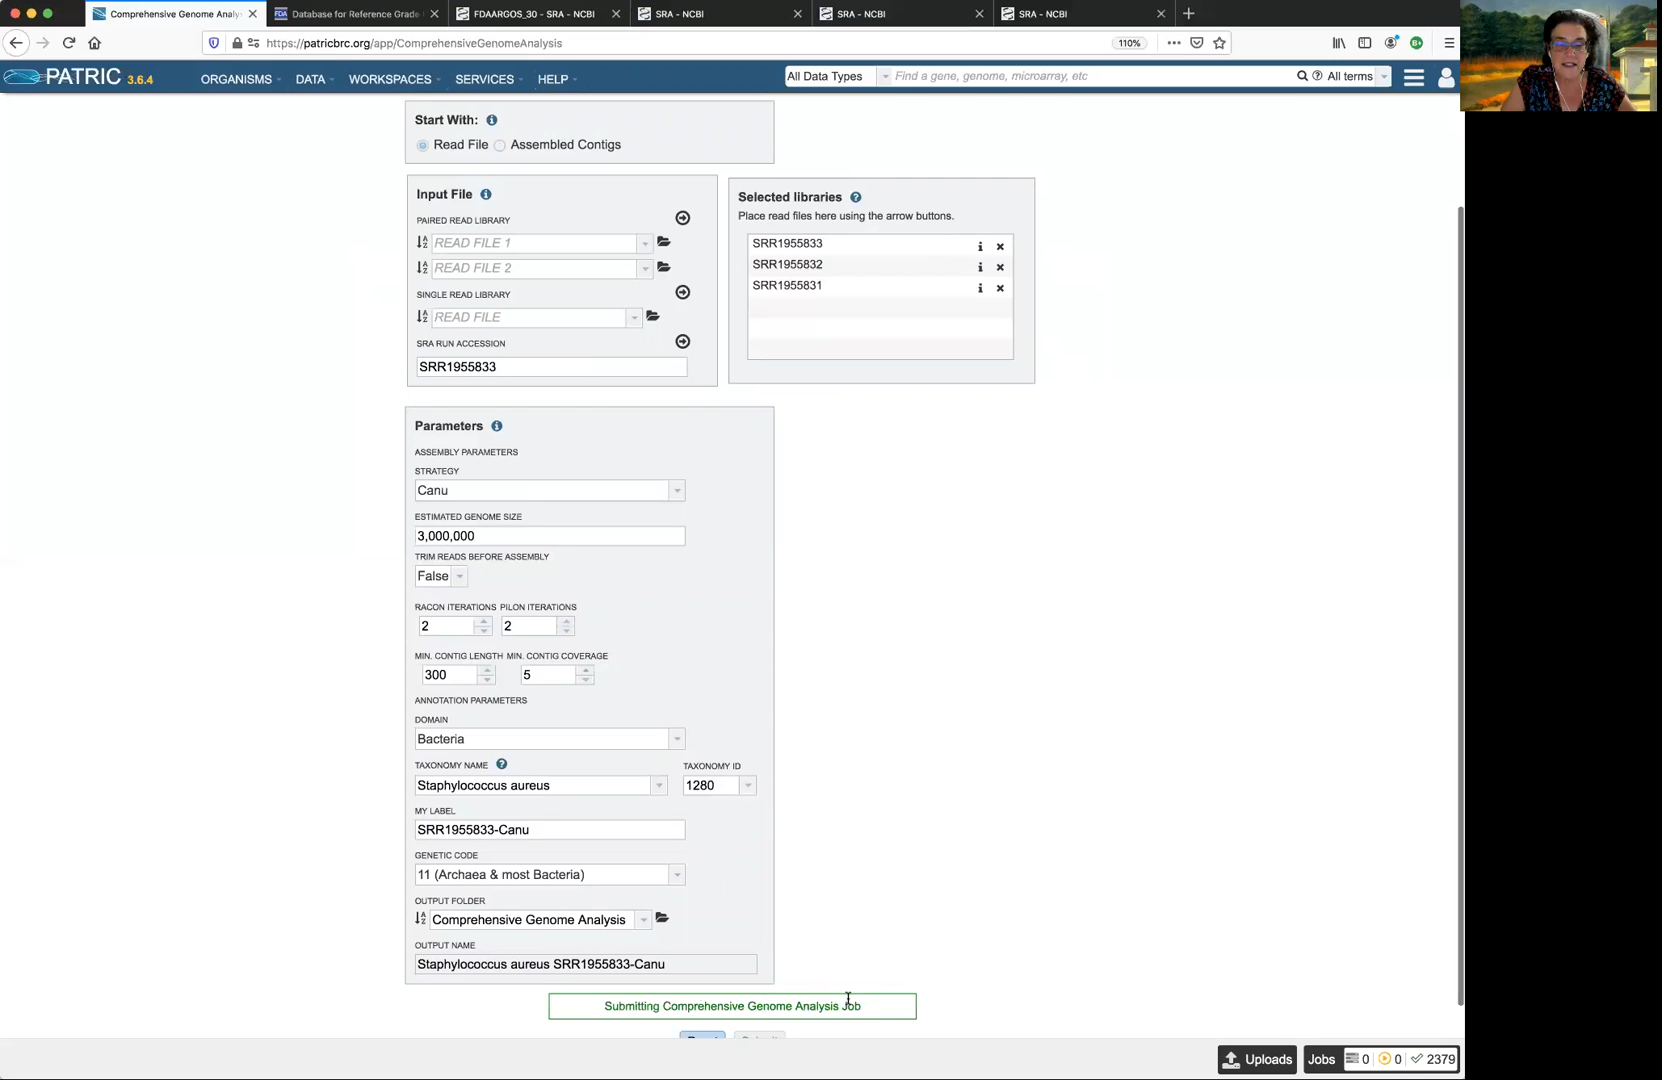 Comprehensive Genome Analy
Database for Reference Grade
FDAARGOS_30 - SRA - NCBI
SRA - NCBI
SRA - NCBI
SRA - NCBI
https://patricbrc.org/app/ComprehensiveGenomeAnalysis
110%
PATRIC 3.6.4
ORGANISMS
DATA
WORKSPACES
SERVICES
HELP
All Data Types
Find a gene, genome, microarray, etc
All terms
Start With:
Read File
Assembled Contigs
Input File
PAIRED READ LIBRARY
READ FILE 1
READ FILE 2
SINGLE READ LIBRARY
READ FILE
SRA RUN ACCESSION
SRR1955833
Selected libraries
Place read files here using the arrow buttons.
SRR1955833
SRR1955832
SRR1955831
Parameters
ASSEMBLY PARAMETERS
STRATEGY
Canu
ESTIMATED GENOME SIZE
3,000,000
TRIM READS BEFORE ASSEMBLY
False
RACON ITERATIONS PILON ITERATIONS
2 2
MIN. CONTIG LENGTH MIN. CONTIG COVERAGE
300 5
ANNOTATION PARAMETERS
DOMAIN
Bacteria
TAXONOMY NAME TAXONOMY ID
Staphylococcus aureus 1280
MY LABEL
SRR1955833-Canu
GENETIC CODE
11 (Archaea & most Bacteria)
OUTPUT FOLDER
Comprehensive Genome Analysis
OUTPUT NAME
Staphylococcus aureus SRR1955833-Canu
Submitting Comprehensive Genome Analysis Job
Uploads
Jobs 0 0 2379